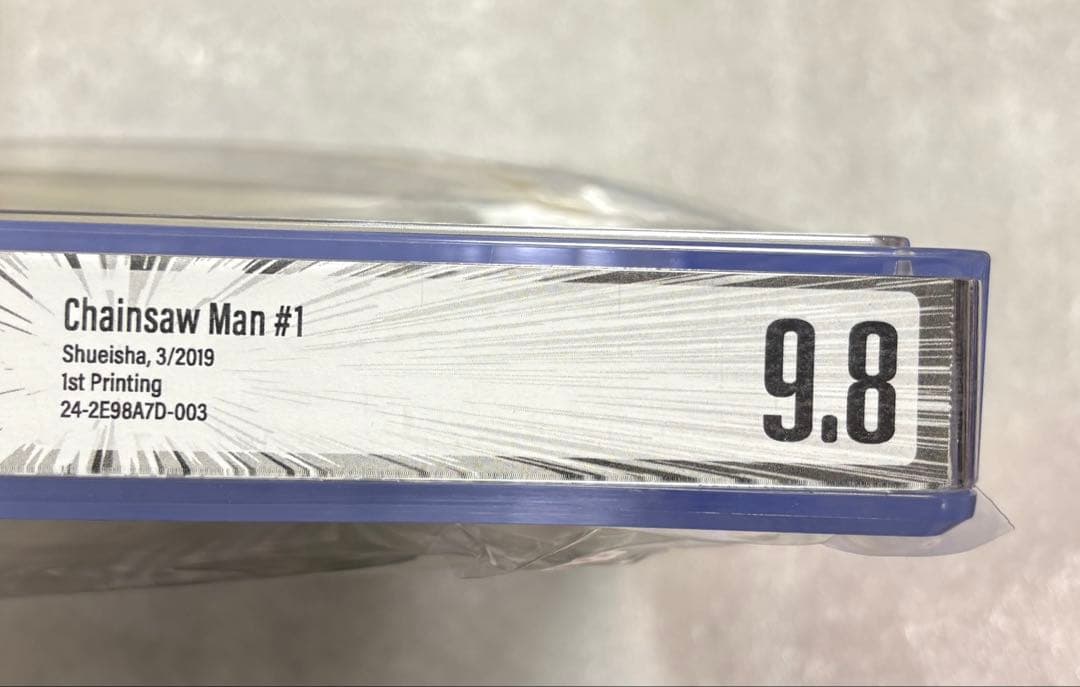 Chainsaw Man #1
Shueisha, 3/2019
1st Printing
24-2E98A7D-003
9.8